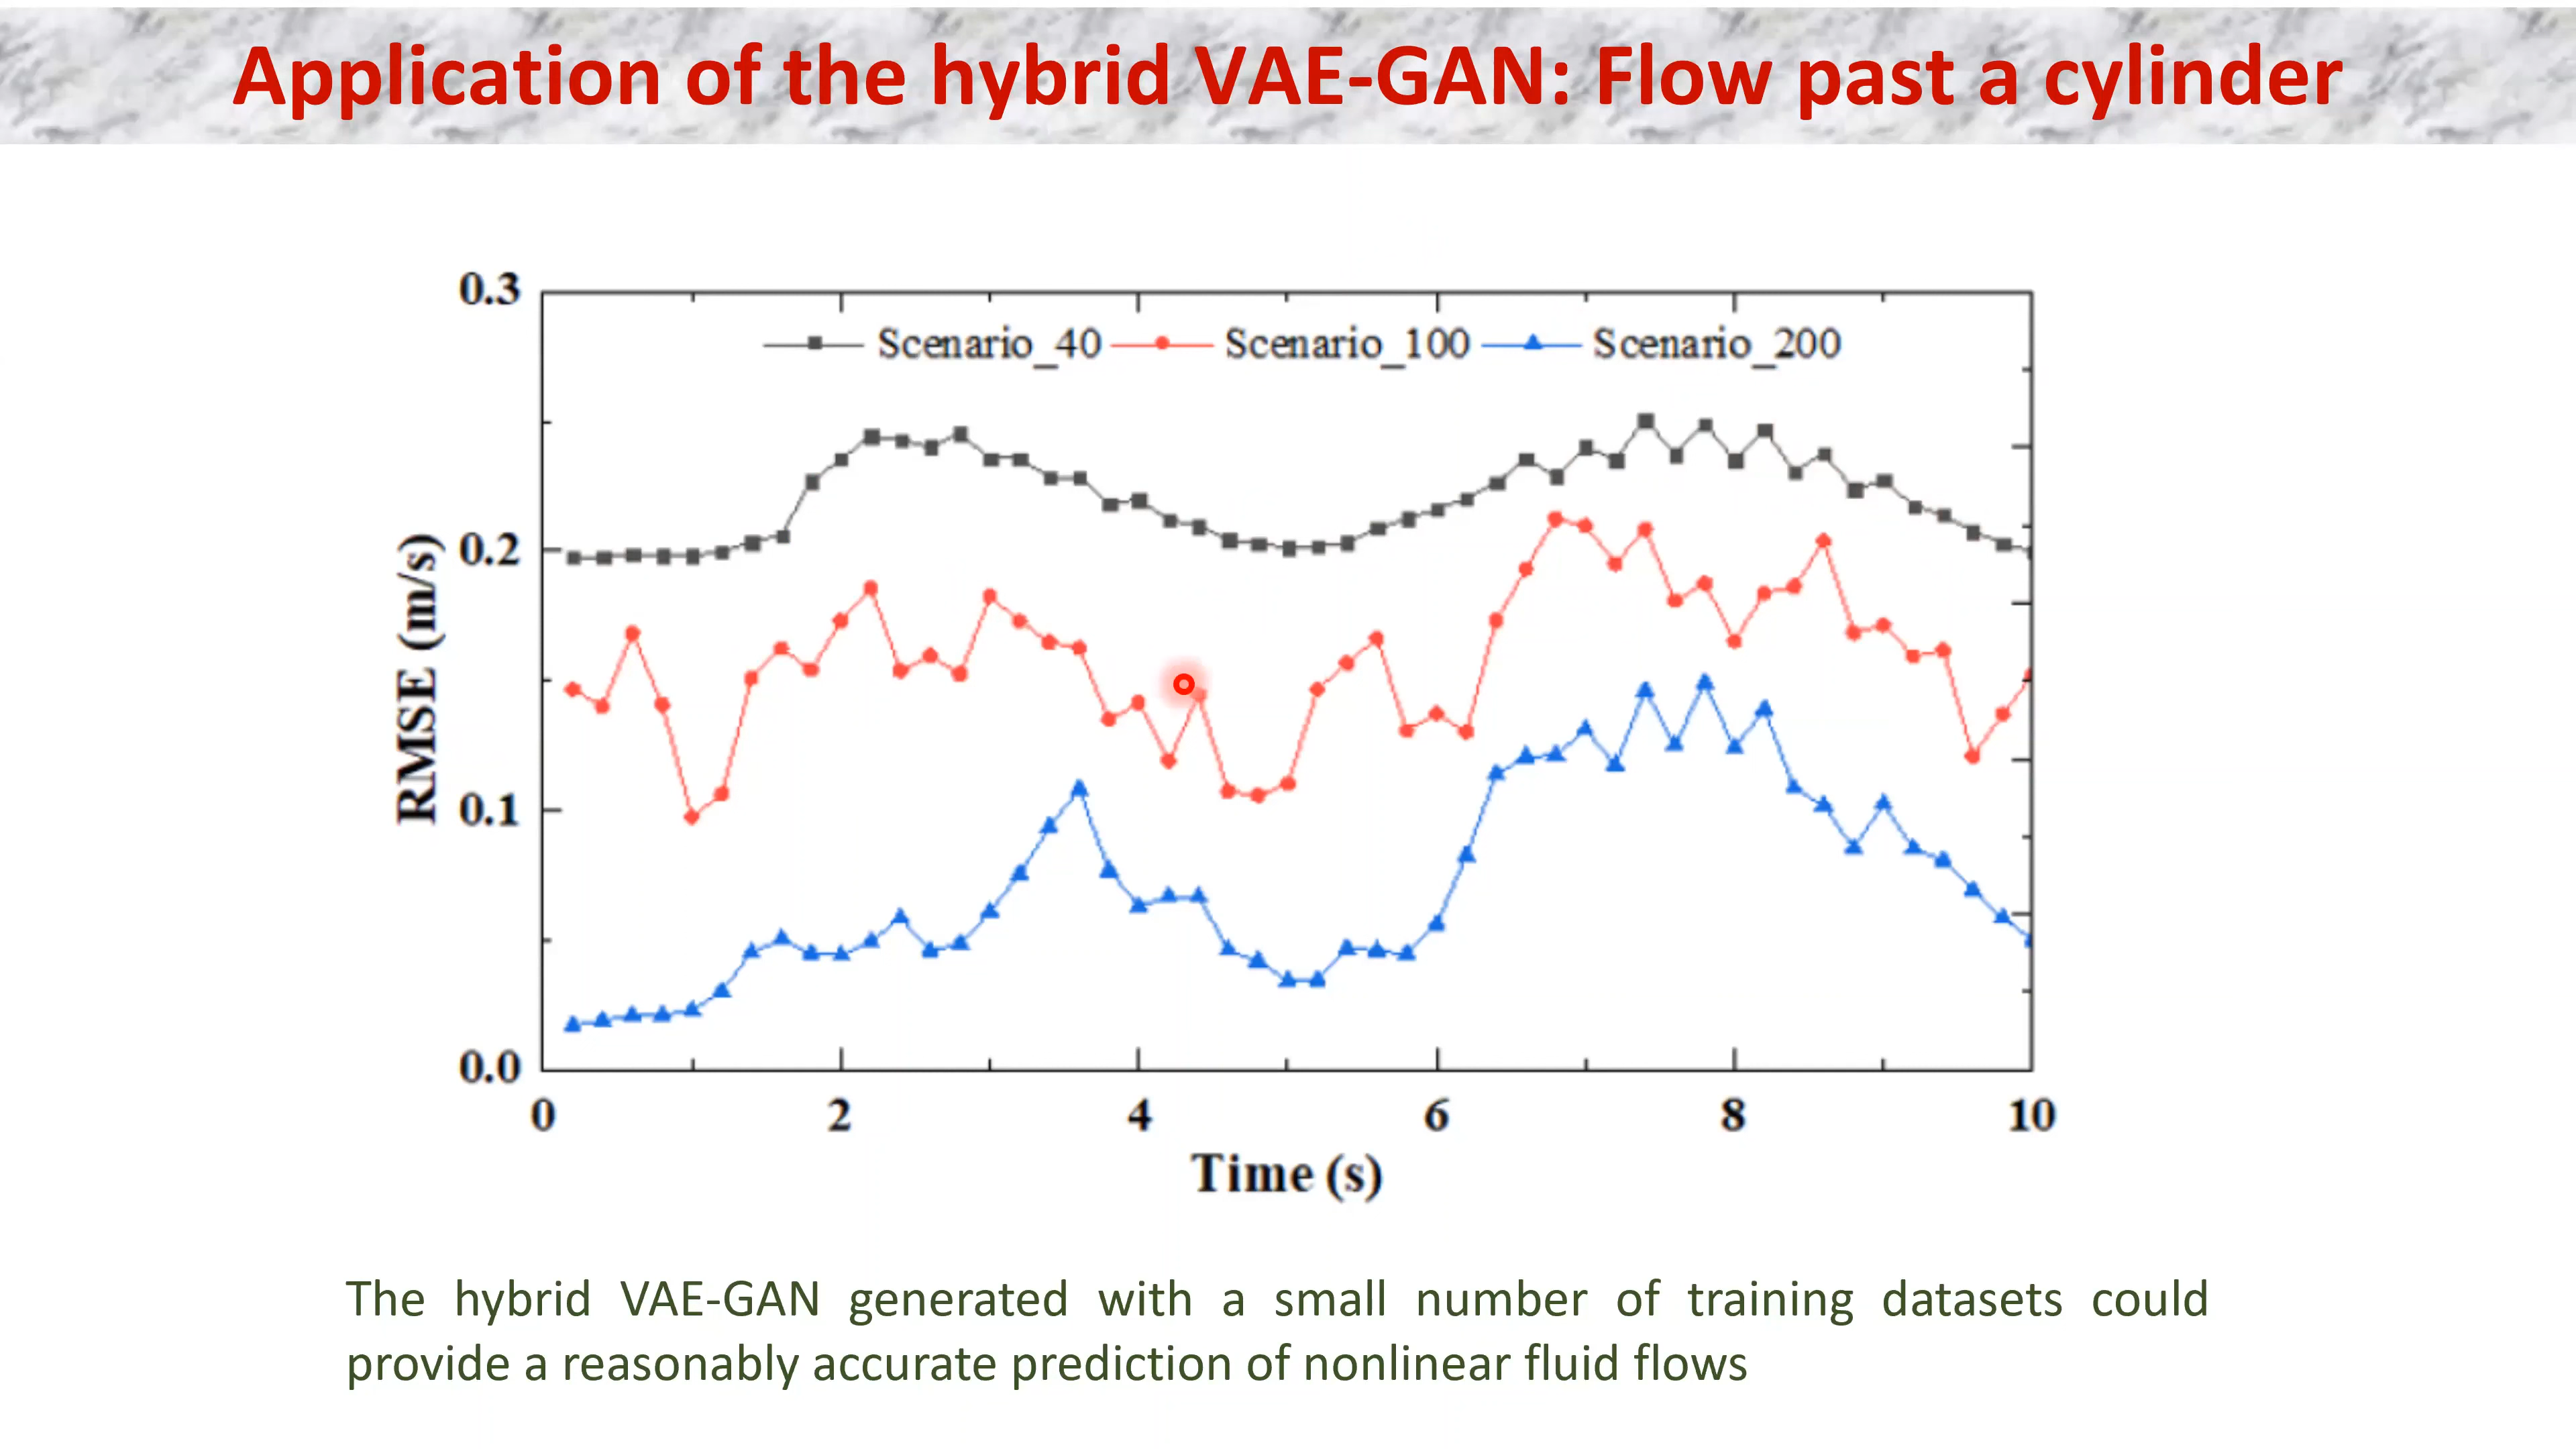 Application of the hybrid VAE-GAN: Flow past a cylinder
0.3
Scenario_40 Scenario_100 Scenario_200
0.2
RMSE (m/s)
0.1
0.0
0 2 4 6 8 10
Time (s)
The hybrid VAE-GAN generated with a small number of training datasets could
provide a reasonably accurate prediction of nonlinear fluid flows